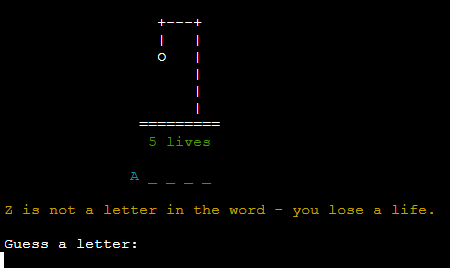 5 lives
A _ _ _ _
Z is not a letter in the word - you lose a life.
Guess a letter: